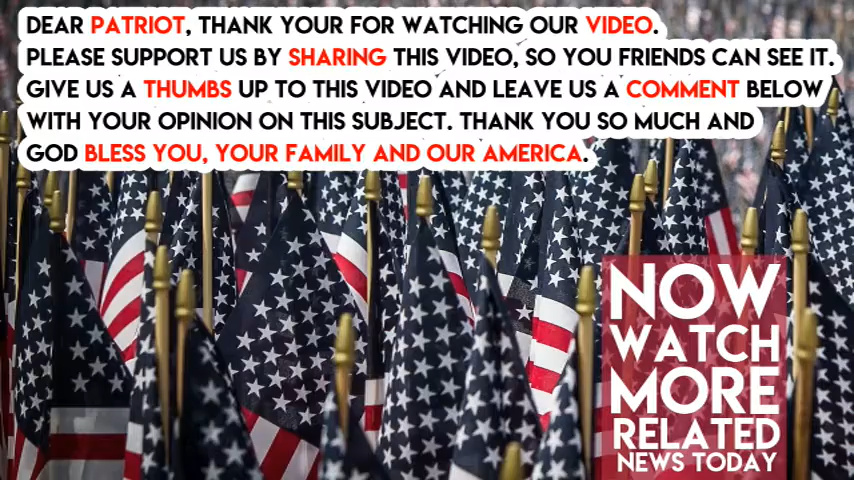 DEAR PATRIOT, THANK YOUR FOR WATCHING OUR VIDEO.
PLEASE SUPPORT US BY SHARING THIS VIDEO, SO YOU FRIENDS CAN SEE IT.
GIVE US A THUMBS UP TO THIS VIDEO AND LEAVE US A COMMENT BELOW
WITH YOUR OPINION ON THIS SUBJECT. THANK YOU SO MUCH AND
GOD BLESS YOU, YOUR FAMILY AND OUR AMERICA.
NOW
WATCH
MORE
RELATED
NEWS TODAY